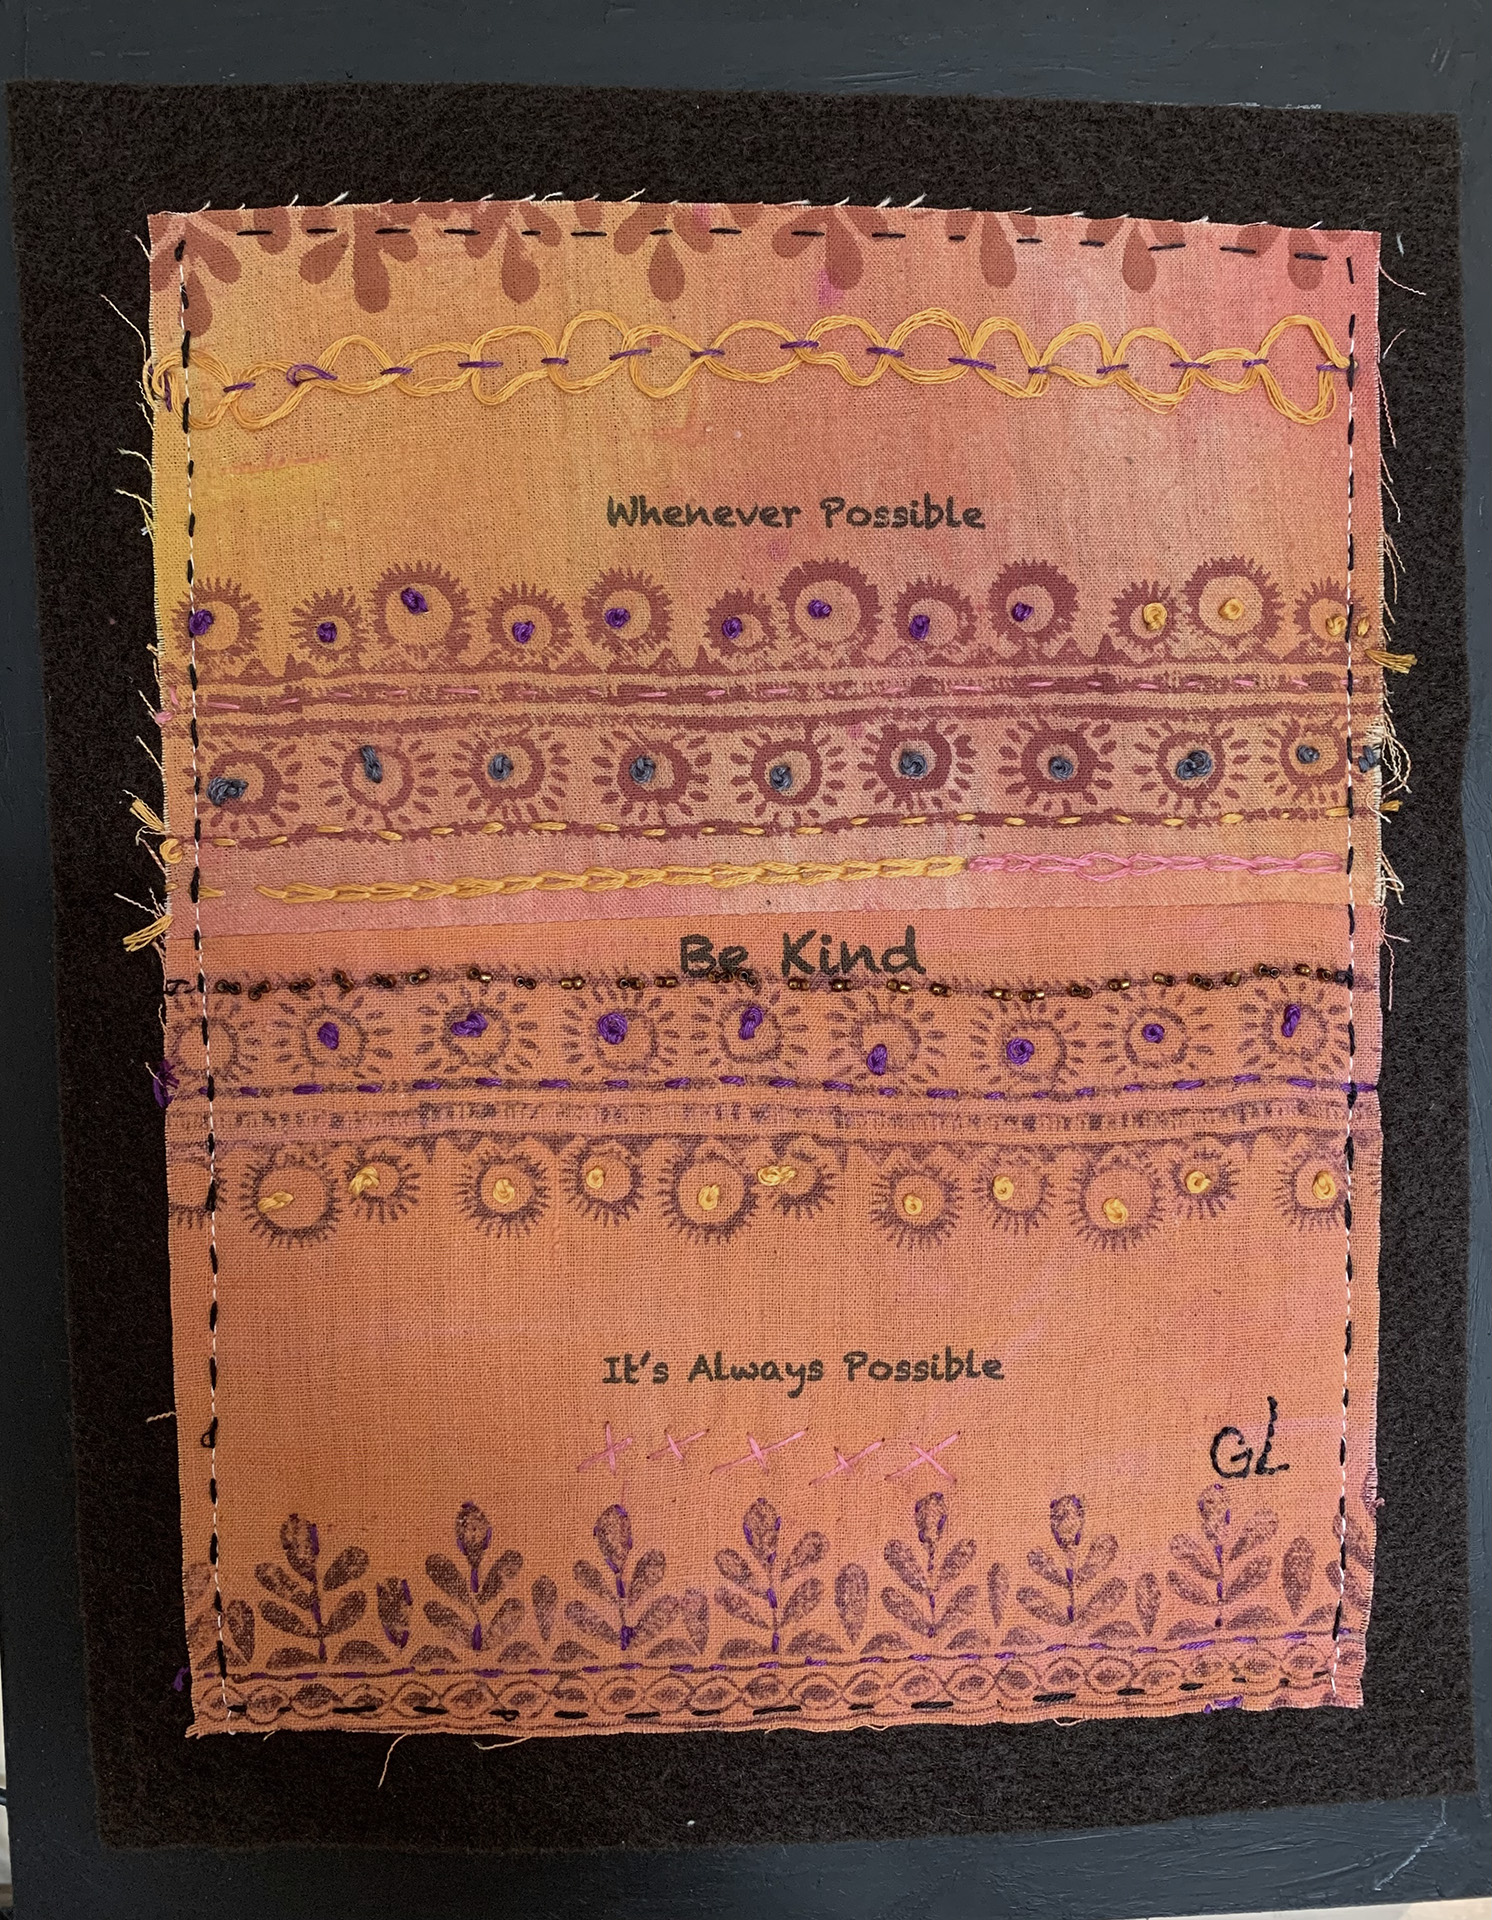 Whenever Possible
Be Kind
It's Always Possible
GL